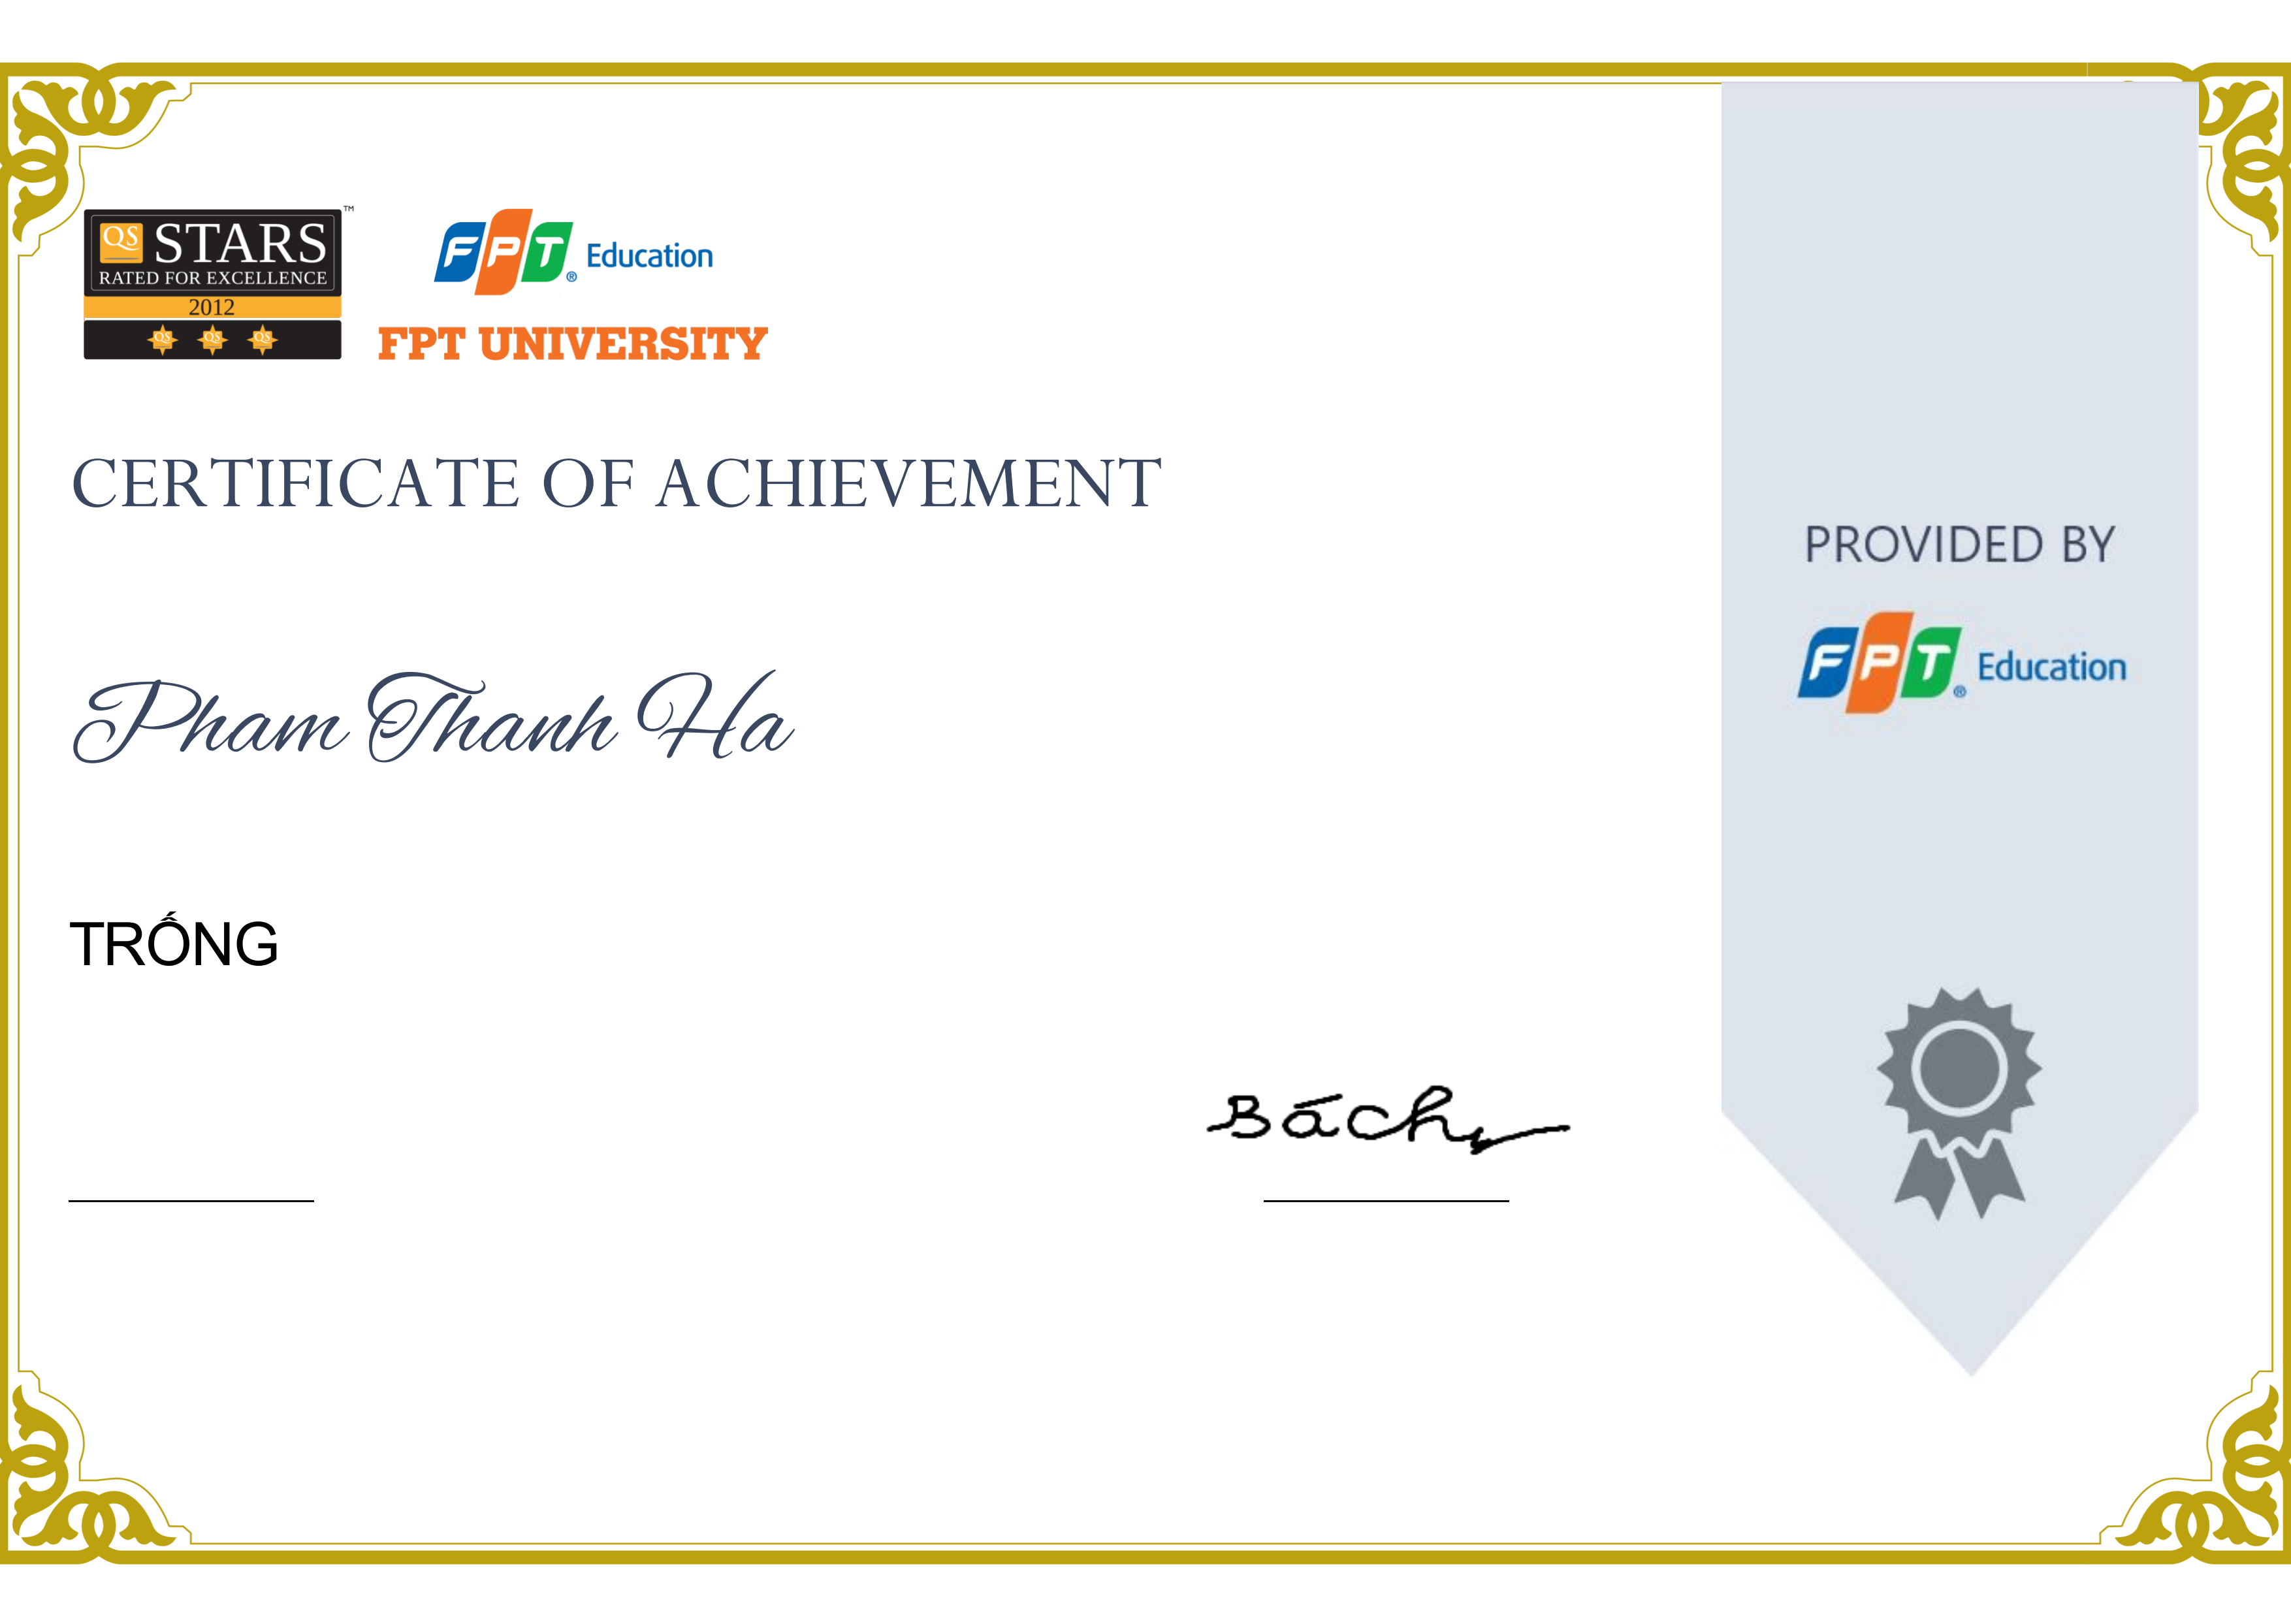 QS STARS™
RATED FOR EXCELLENCE
2012
QS QS QS
FPT® Education
FPT UNIVERSITY
CERTIFICATE OF ACHIEVEMENT
Pham Thanh Ha
TRỐNG
Bách
PROVIDED BY
FPT® Education